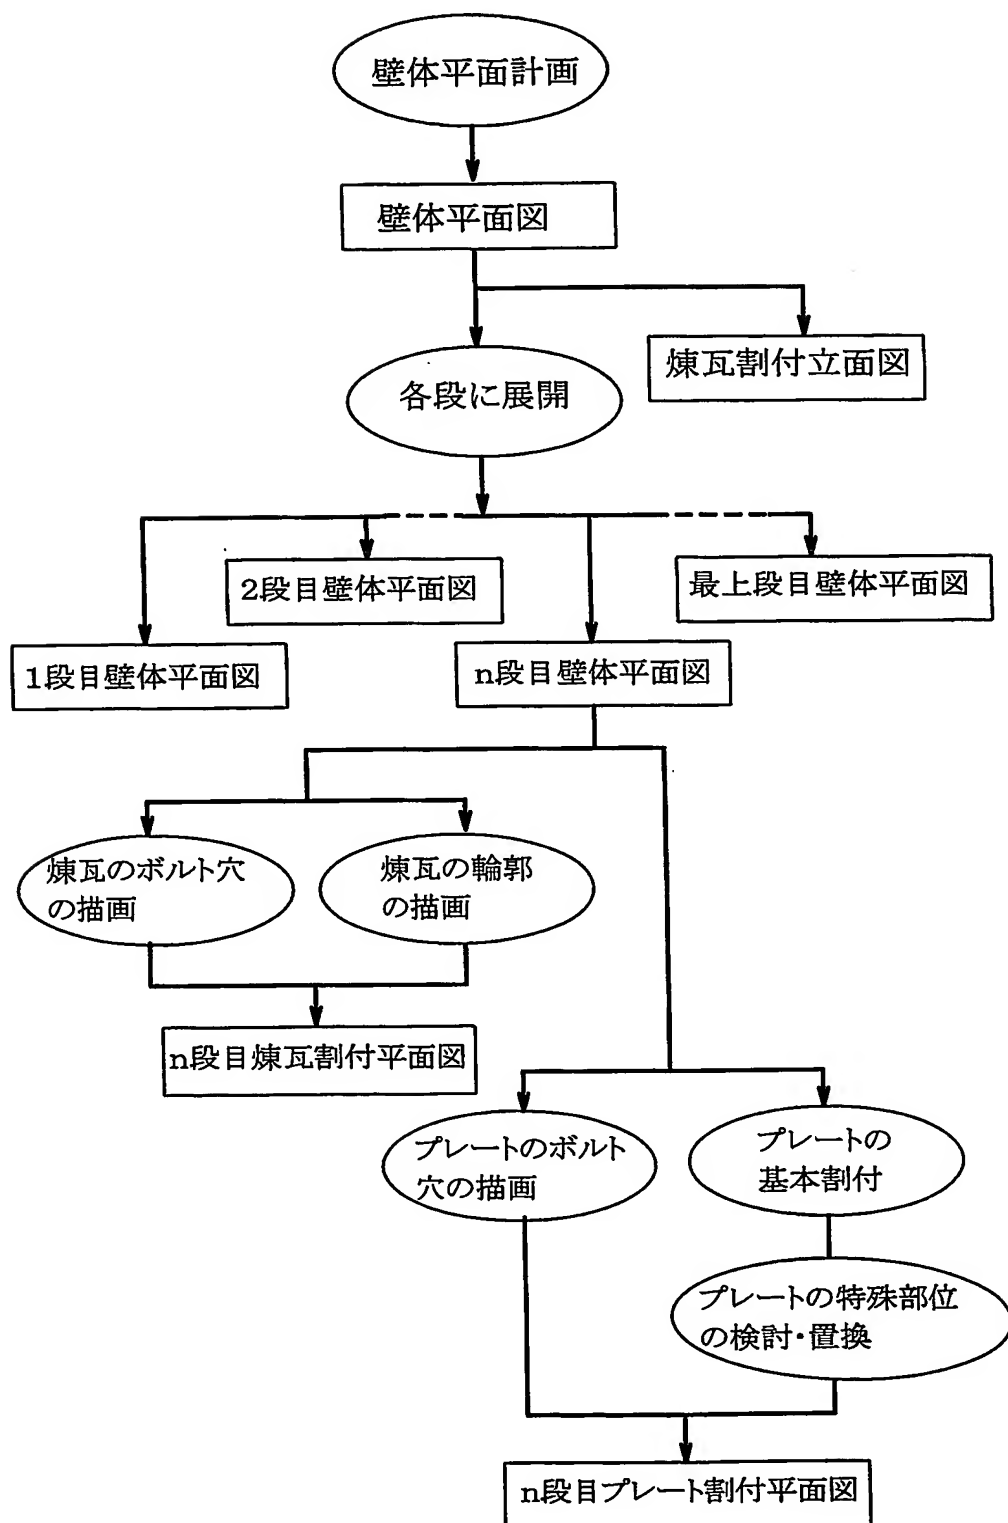 壁体平面計画
壁体平面図
煉瓦割付立面図
各段に展開
2段目壁体平面図
最上段目壁体平面図
1段目壁体平面図
n段目壁体平面図
煉瓦のボルト穴
の描画
煉瓦の輪郭
の描画
n段目煉瓦割付平面図
プレートのボルト
穴の描画
プレートの
基本割付
プレートの特殊部位
の検討・置換
n段目プレート割付平面図